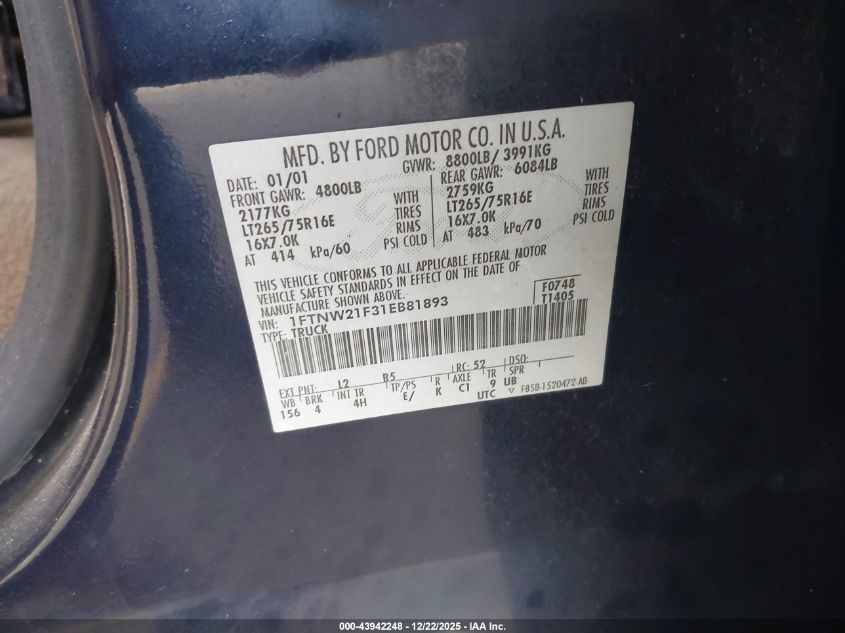 MFD. BY FORD MOTOR CO. IN U.S.A.
DATE: 01/01 GVWR: 8800LB/ 3991KG
FRONT GAWR: 4800LB REAR GAWR: 6084LB
2177KG WITH 2759KG WITH
LT265/75R16E TIRES LT265/75R16E TIRES
16X7.0K RIMS 16X7.0K RIMS
AT 414 kPa/60 PSI COLD AT 483 kPa/70 PSI COLD
THIS VEHICLE CONFORMS TO ALL APPLICABLE FEDERAL MOTOR
VEHICLE SAFETY STANDARDS IN EFFECT ON THE DATE OF
MANUFACTURE SHOWN ABOVE.
F0748
VIN: 1FTNW21F31EB81893 T1405
TYPE: TRUCK
EXT PNT: L2 B5 RC: 52 DSO:
WB BRK INT TR TP/PS R AXLE TR SPR
156 4 4H E/ K C1 9 UB
UTC F85B-1520472-AB
000-43942248 - 12/22/2025 - IAA Inc.